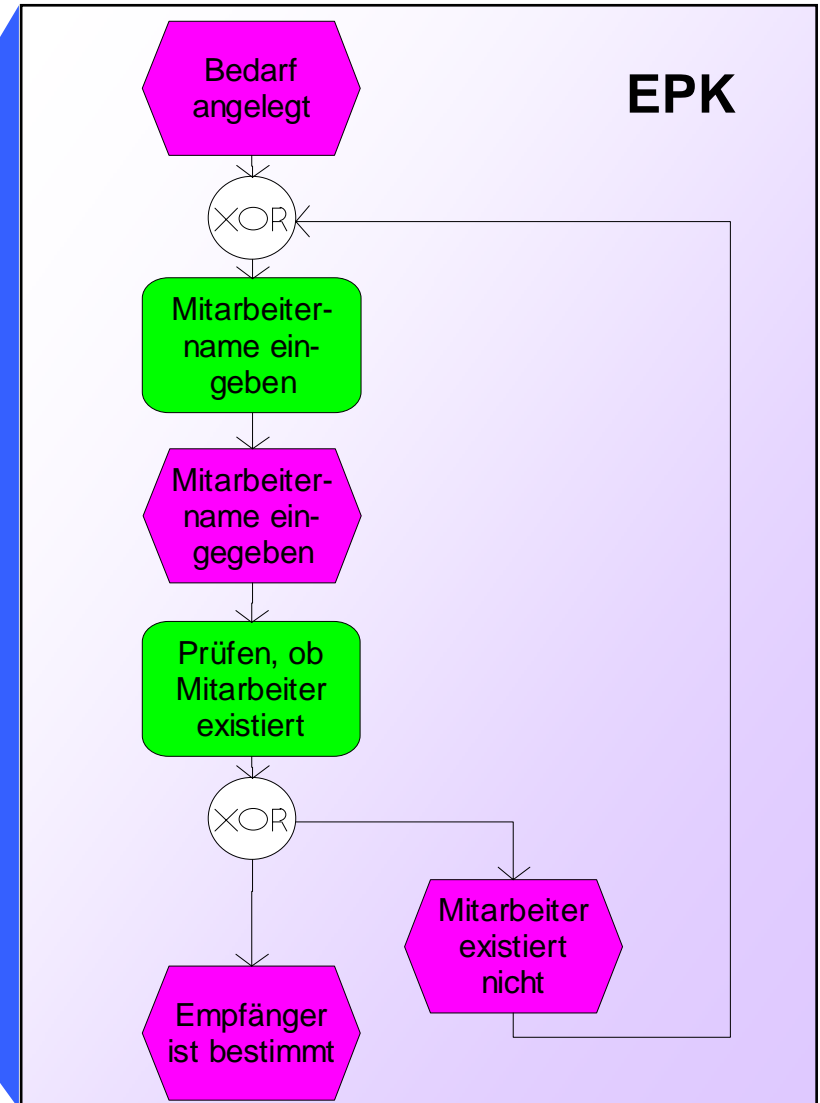 Bedarf
angelegt
EPK
XOR
Mitarbeiter-
name ein-
geben
Mitarbeiter-
name ein-
gegeben
Prüfen, ob
Mitarbeiter
existiert
XOR
Mitarbeiter
existiert
nicht
Empfänger
ist bestimmt